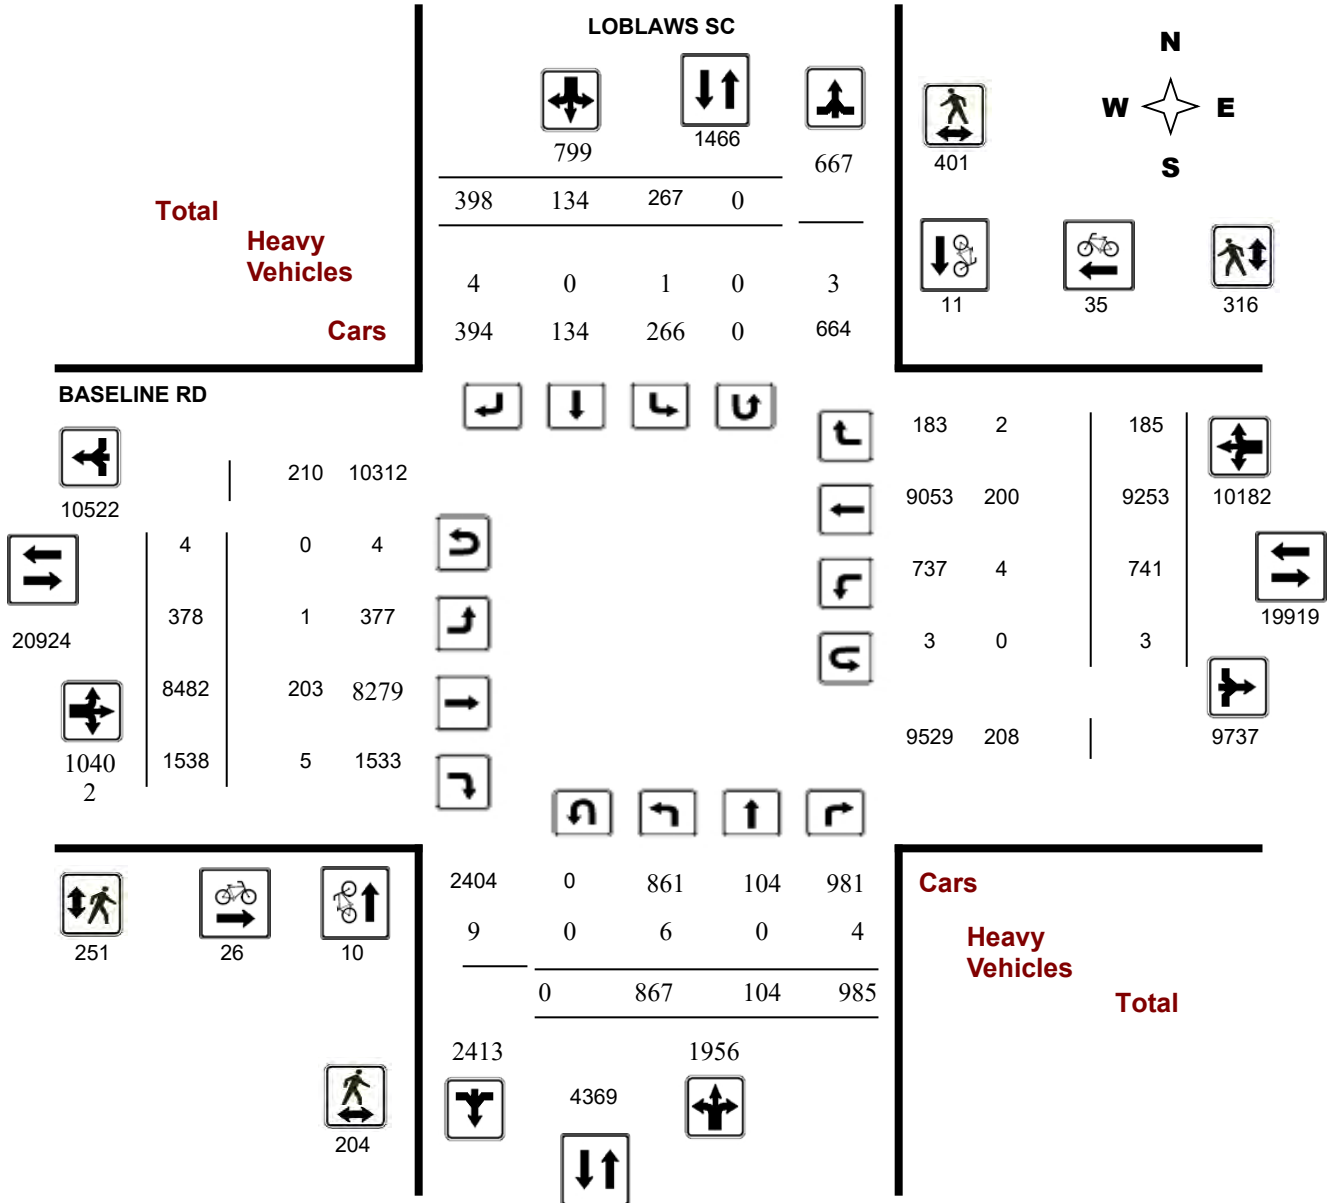 LOBLAWS SC
N
W E
S
799 1466 667 401
398 134 267 0
Total
Heavy
Vehicles
4 0 1 0 3
11 35 316
Cars 394 134 266 0 664
BASELINE RD
183 2 185
210 10312
10522
9053 200 9253 10182
4 0 4
737 4 741
378 1 377
19919
20924
3 0 3
8482 203 8279
9529 208 9737
1040
2
1538 5 1533
2404 0 861 104 981 Cars
9 0 6 0 4 Heavy
Vehicles
251 26 10
0 867 104 985 Total
2413 1956
4369
204